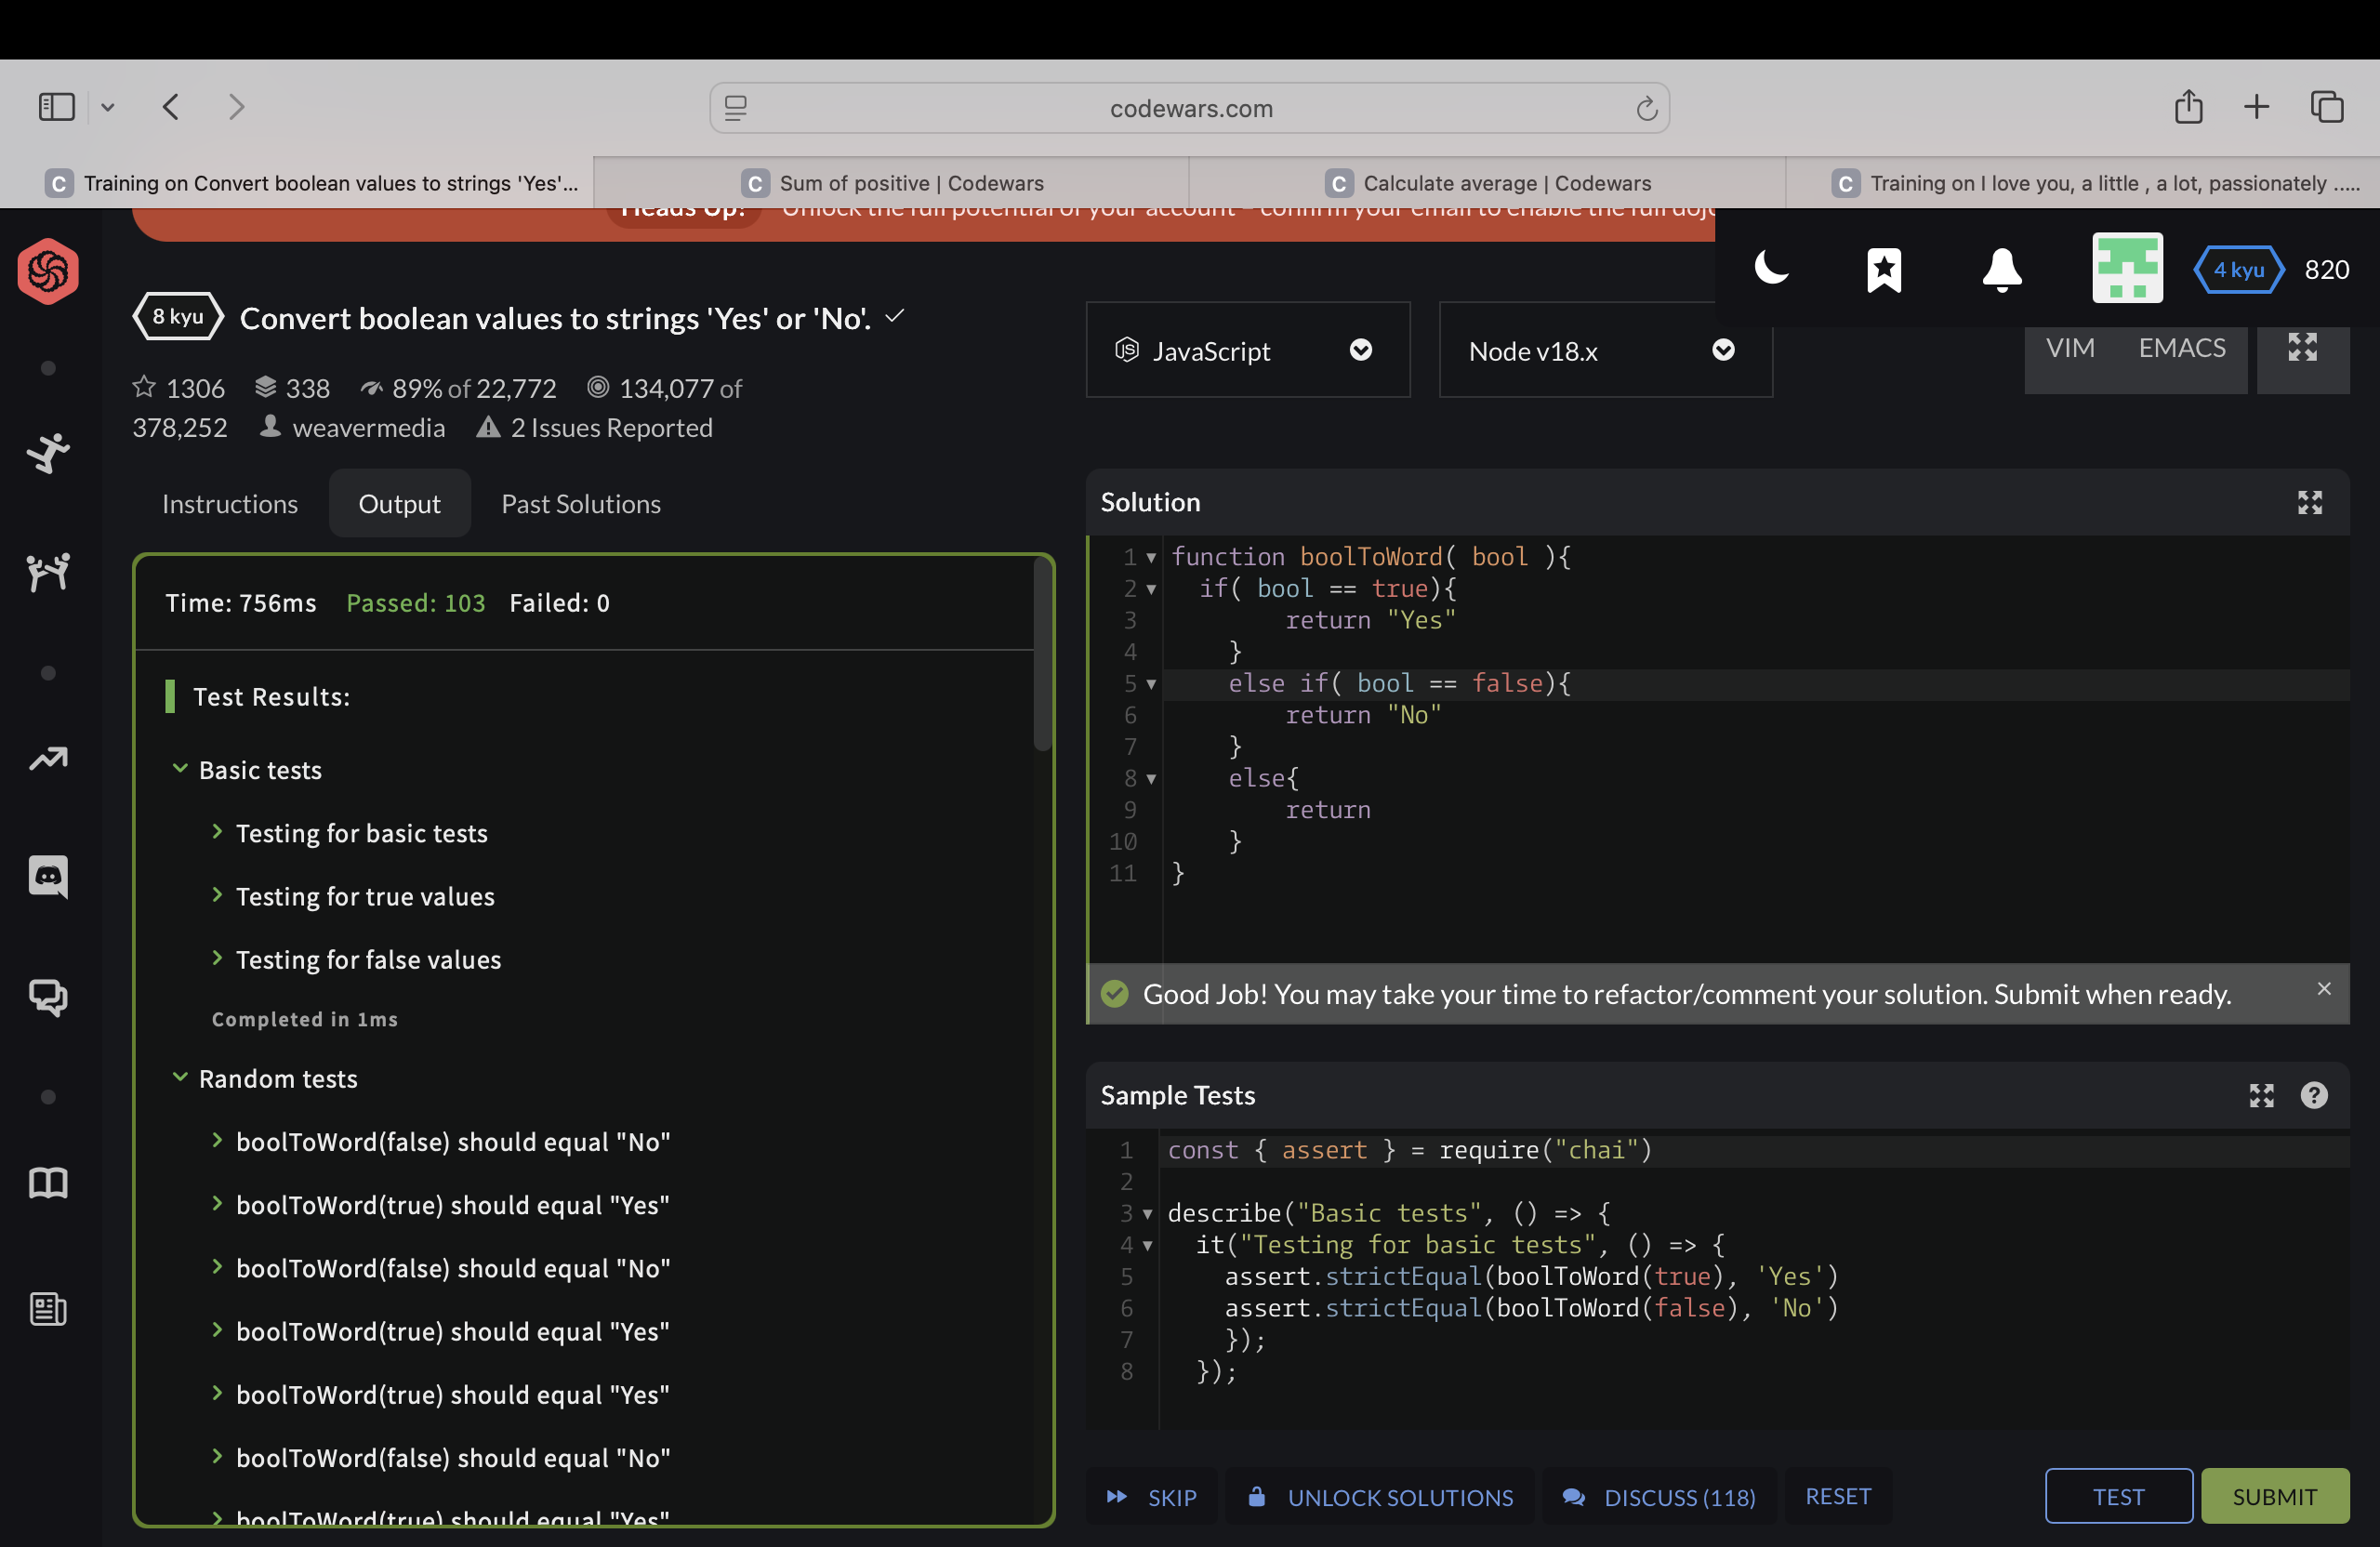 codewars.com
Training on Convert boolean values to strings 'Yes'...
Sum of positive | Codewars
Calculate average | Codewars
Training on I love you, a little , a lot, passionately .....
Heads Up! Unlock the full potential of your account – confirm your email to enable the full dojo
4 kyu 820
8 kyu Convert boolean values to strings 'Yes' or 'No'.
1306 338 89% of 22,772 134,077 of
378,252 weavermedia 2 Issues Reported
JavaScript
Node v18.x
VIM EMACS
Instructions Output Past Solutions
Time: 756ms Passed: 103 Failed: 0
Test Results:
Basic tests
Testing for basic tests
Testing for true values
Testing for false values
Completed in 1ms
Random tests
boolToWord(false) should equal "No"
boolToWord(true) should equal "Yes"
boolToWord(false) should equal "No"
boolToWord(true) should equal "Yes"
boolToWord(true) should equal "Yes"
boolToWord(false) should equal "No"
boolToWord(true) should equal "Yes"
Solution
1 function boolToWord( bool ){
2 if( bool == true){
3 return "Yes"
4 }
5 else if( bool == false){
6 return "No"
7 }
8 else{
9 return
10 }
11 }
Good Job! You may take your time to refactor/comment your solution. Submit when ready.
Sample Tests
1 const { assert } = require("chai")
2
3 describe("Basic tests", () => {
4 it("Testing for basic tests", () => {
5 assert.strictEqual(boolToWord(true), 'Yes')
6 assert.strictEqual(boolToWord(false), 'No')
7 });
8 });
SKIP UNLOCK SOLUTIONS DISCUSS (118) RESET TEST SUBMIT